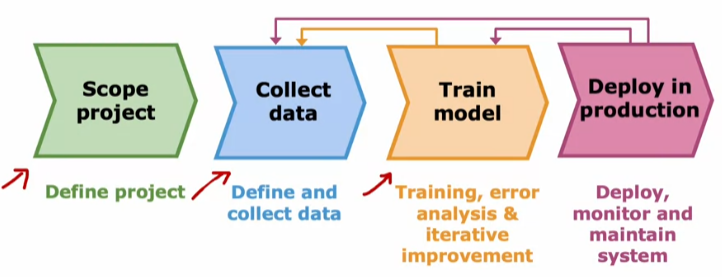 Scope
project
Collect
data
Train
model
Deploy in
production
Define project
Define and
collect data
Training, error
analysis &
iterative
improvement
Deploy,
monitor and
maintain
system